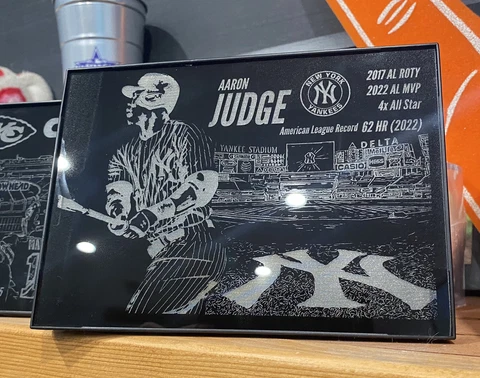 AARON
JUDGE
NEW YORK
YANKEES
2017 AL ROTY
2022 AL MVP
4x All Star
American League Record 62 HR (2022)
YANKEE STADIUM
DELTA
CASIO